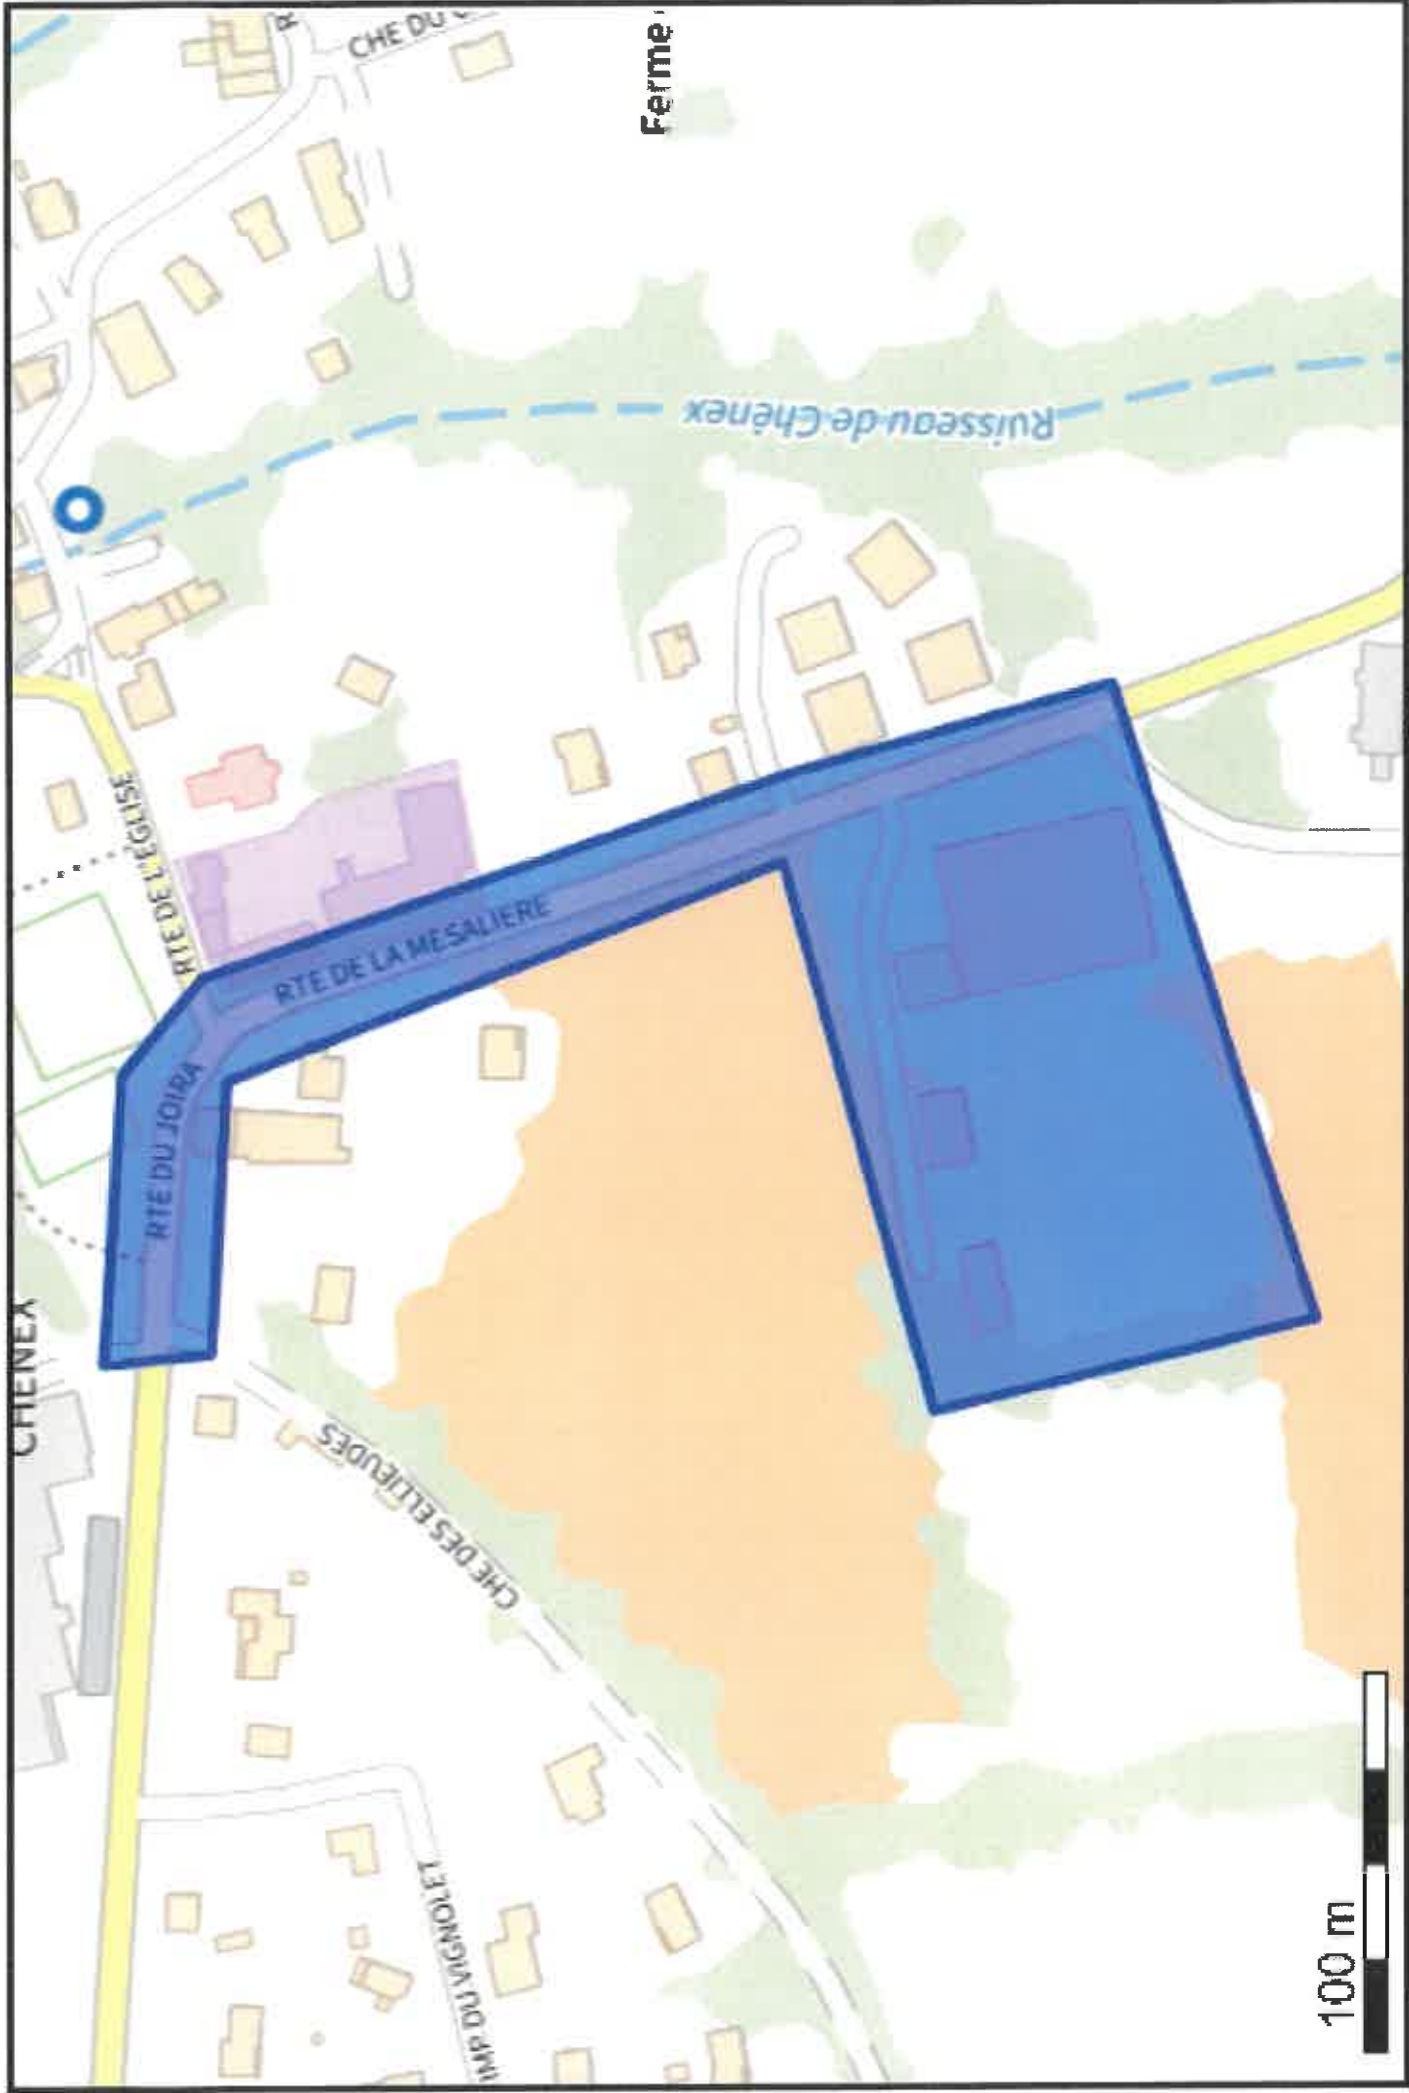 CHE DU
Ferme
R
RTE DE L'EGLISE
Ruisseau de Chênex
RTE DE LA MESALIERE
RTE DU JOIRA
CHENEX
CHE DES ELLIEUDES
IMP DU VIGNOLET
100 m